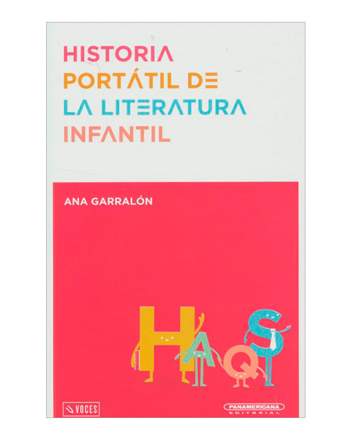 HISTORIA
PORTÁTIL DE
LA LITERATURA
INFANTIL
ANA GARRALÓN
H A Q S
VOCES
PANAMERICANA
EDITORIAL